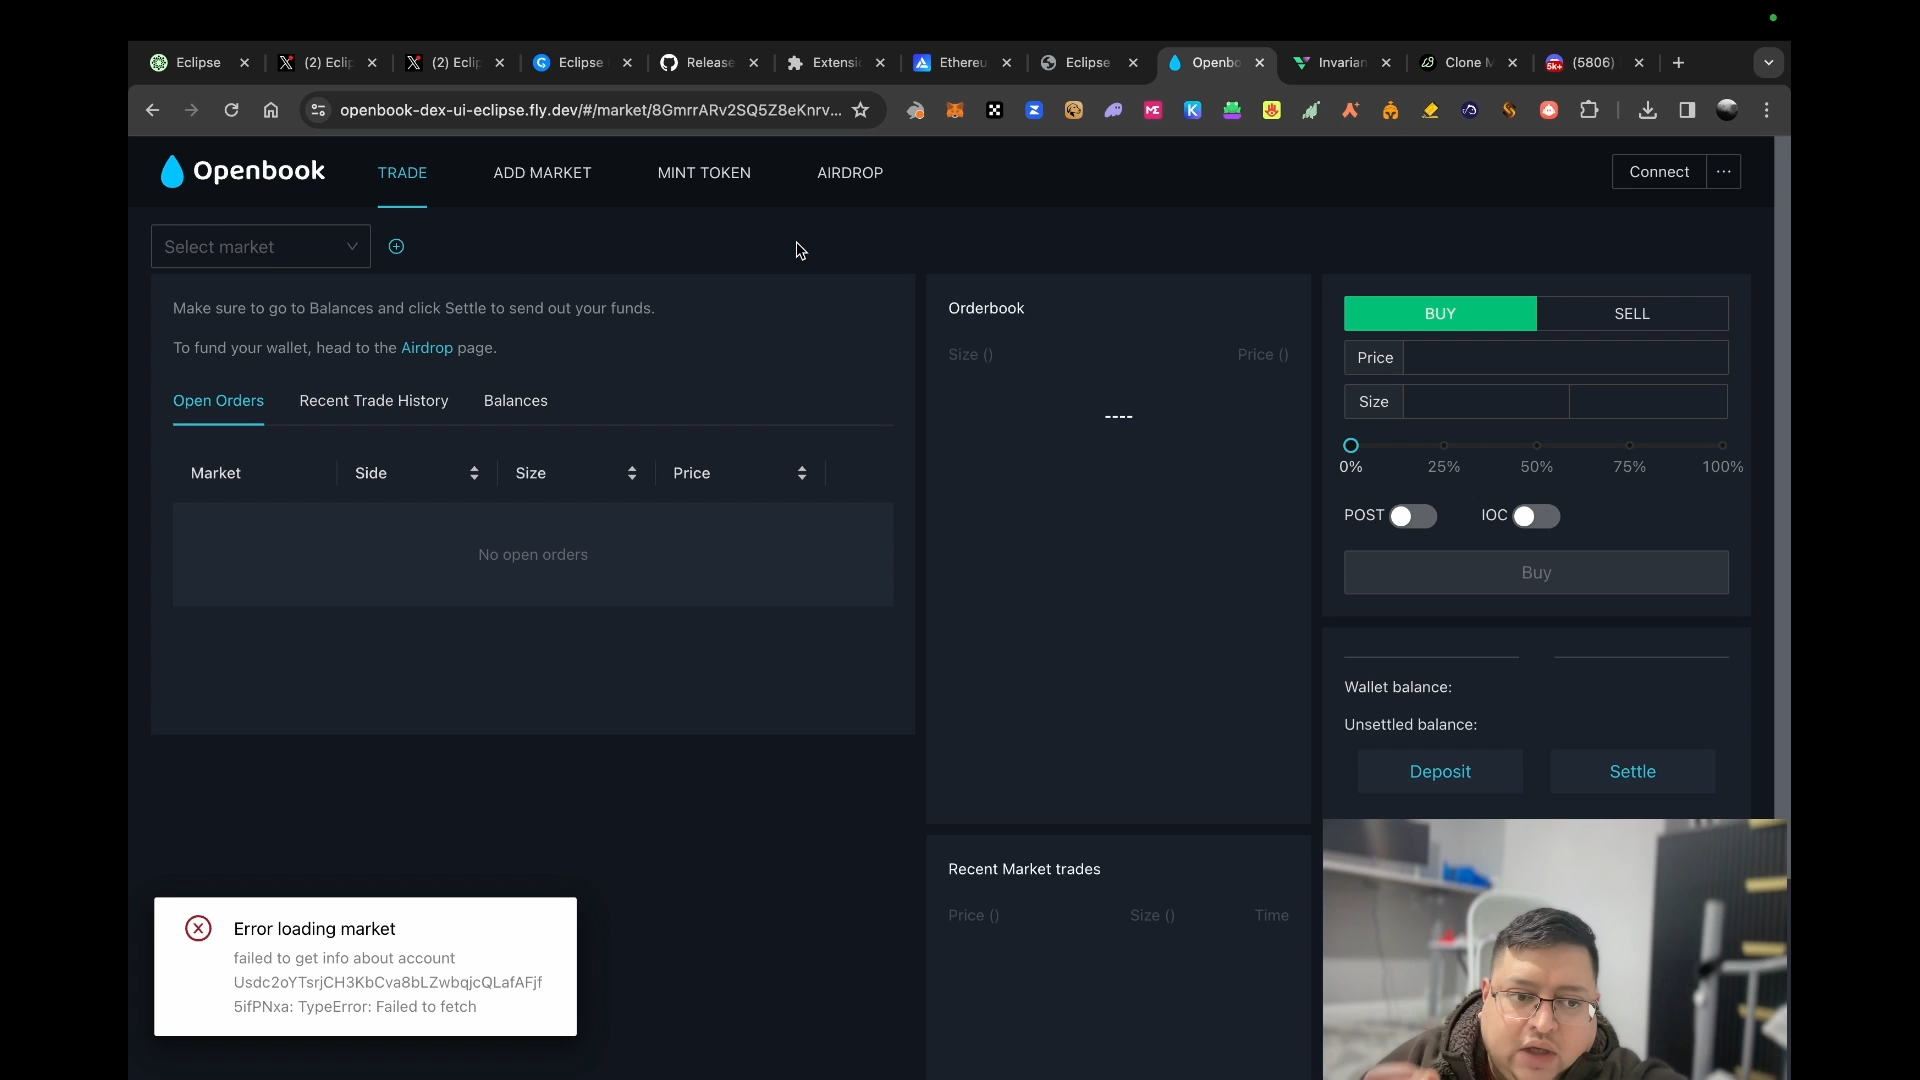 Eclipse
(2) Eclip
(2) Eclip
Eclipse
Release
Extensi
Ethereu
Eclipse
Openbo
Invarian
Clone M
5k+
(5806)
openbook-dex-ui-eclipse.fly.dev/#/market/8GmrrARv2SQ5Z8eKnrv...
ME
Openbook
TRADE
ADD MARKET
MINT TOKEN
AIRDROP
Connect
...
Select market
Make sure to go to Balances and click Settle to send out your funds.
To fund your wallet, head to the Airdrop page.
Open Orders
Recent Trade History
Balances
Market
Side
Size
Price
No open orders
Orderbook
Size ()
Price ()
----
Recent Market trades
Price ()
Size ()
Time
BUY
SELL
Price
Size
0%
25%
50%
75%
100%
POST
IOC
Buy
Wallet balance:
Unsettled balance:
Deposit
Settle
Error loading market
failed to get info about account
Usdc2oYTsrjCH3KbCva8bLZwbqjcQLafAFjf
5ifPNxa: TypeError: Failed to fetch